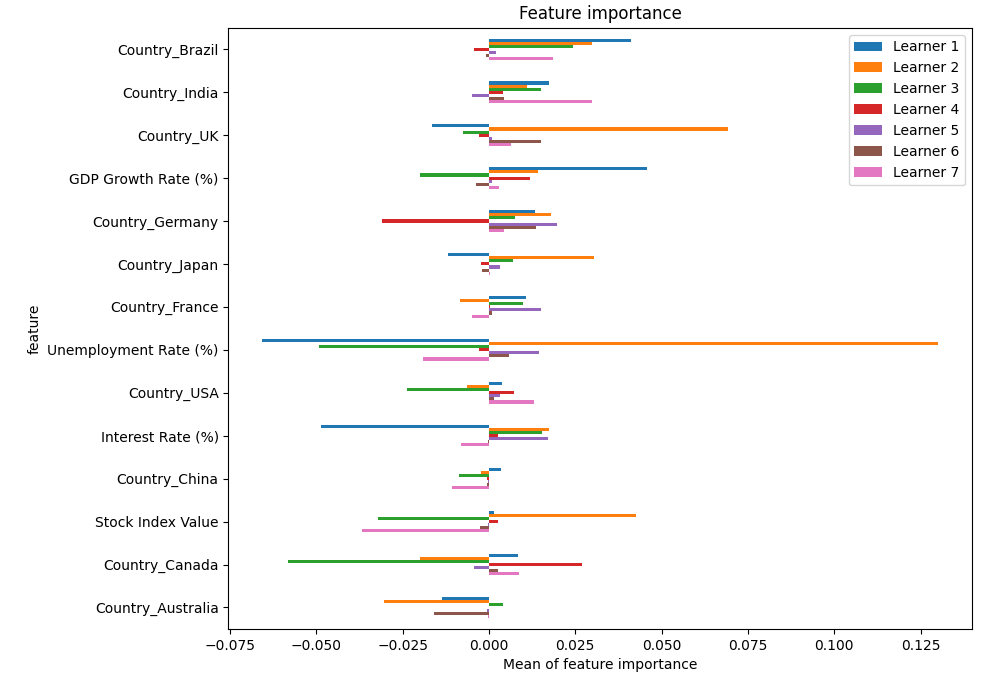 Feature importance
Learner 1
Learner 2
Learner 3
Learner 4
Learner 5
Learner 6
Learner 7
feature
Country_Brazil
Country_India
Country_UK
GDP Growth Rate (%)
Country_Germany
Country_Japan
Country_France
Unemployment Rate (%)
Country_USA
Interest Rate (%)
Country_China
Stock Index Value
Country_Canada
Country_Australia
−0.075 −0.050 −0.025 0.000 0.025 0.050 0.075 0.100 0.125
Mean of feature importance